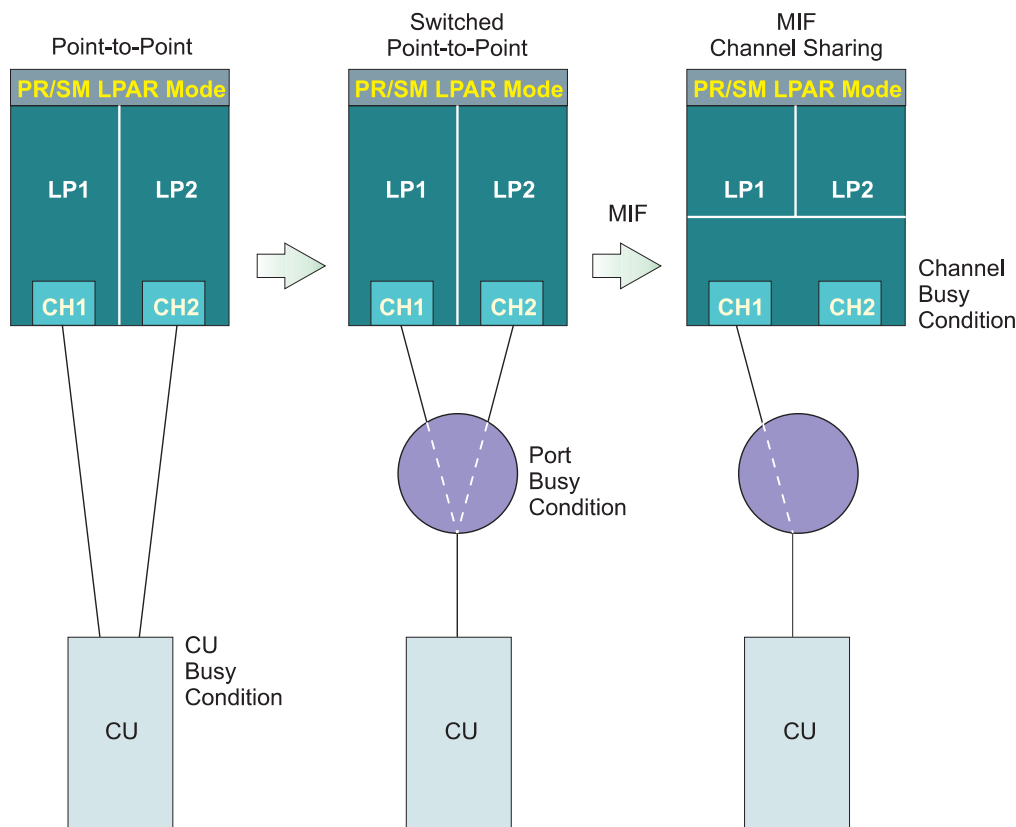 Point-to-Point
PR/SM LPAR Mode
LP1
LP2
CH1
CH2
CU
Busy
Condition
CU
Switched
Point-to-Point
PR/SM LPAR Mode
LP1
LP2
CH1
CH2
Port
Busy
Condition
CU
MIF
MIF
Channel Sharing
PR/SM LPAR Mode
LP1
LP2
CH1
CH2
Channel
Busy
Condition
CU